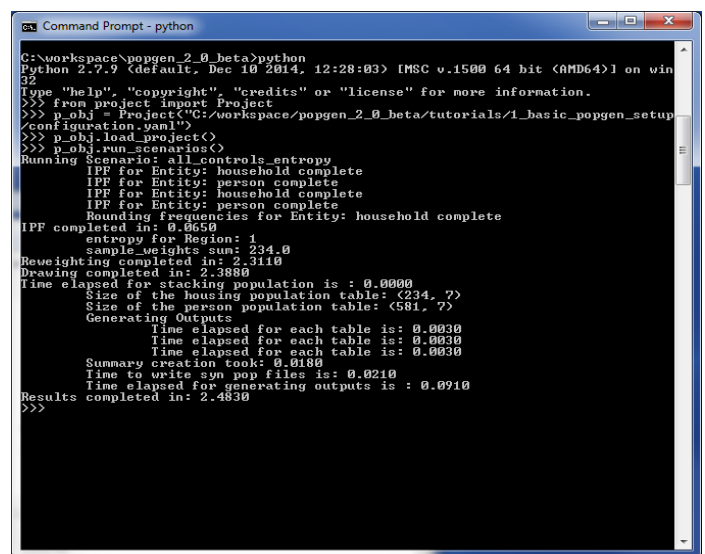 Command Prompt - python
C:\workspace\popgen_2_0_beta>python
Python 2.7.9 (default, Dec 10 2014, 12:28:03) [MSC v.1500 64 bit (AMD64)] on win
32
Type "help", "copyright", "credits" or "license" for more information.
>>> from project import Project
>>> p_obj = Project("C:/workspace/popgen_2_0_beta/tutorials/1_basic_popgen_setup
/configuration.yaml")
>>> p_obj.load_project()
>>> p_obj.run_scenarios()
Running Scenario: all_controls_entropy
IPF for Entity: household complete
IPF for Entity: person complete
IPF for Entity: household complete
IPF for Entity: person complete
Rounding frequencies for Entity: household complete
IPF completed in: 0.0650
entropy for Region: 1
sample_weights sum: 234.0
Reweighting completed in: 2.3110
Drawing completed in: 2.3880
Time elapsed for stacking population is : 0.0000
Size of the housing population table: (234, 7)
Size of the person population table: (581, 7)
Generating Outputs
Time elapsed for each table is: 0.0030
Time elapsed for each table is: 0.0030
Time elapsed for each table is: 0.0030
Summary creation took: 0.0180
Time to write syn pop files is: 0.0210
Time elapsed for generating outputs is : 0.0910
Results completed in: 2.4830
>>>